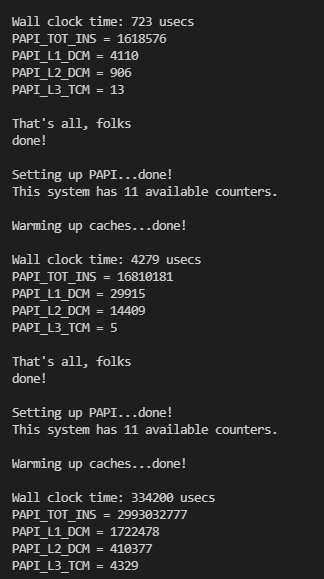 Wall clock time: 723 usecs
PAPI_TOT_INS = 1618576
PAPI_L1_DCM = 4110
PAPI_L2_DCM = 906
PAPI_L3_TCM = 13
That's all, folks
done!
Setting up PAPI...done!
This system has 11 available counters.
Warming up caches...done!
Wall clock time: 4279 usecs
PAPI_TOT_INS = 16810181
PAPI_L1_DCM = 29915
PAPI_L2_DCM = 14409
PAPI_L3_TCM = 5
That's all, folks
done!
Setting up PAPI...done!
This system has 11 available counters.
Warming up caches...done!
Wall clock time: 334200 usecs
PAPI_TOT_INS = 2993032777
PAPI_L1_DCM = 1722478
PAPI_L2_DCM = 410377
PAPI_L3_TCM = 4329